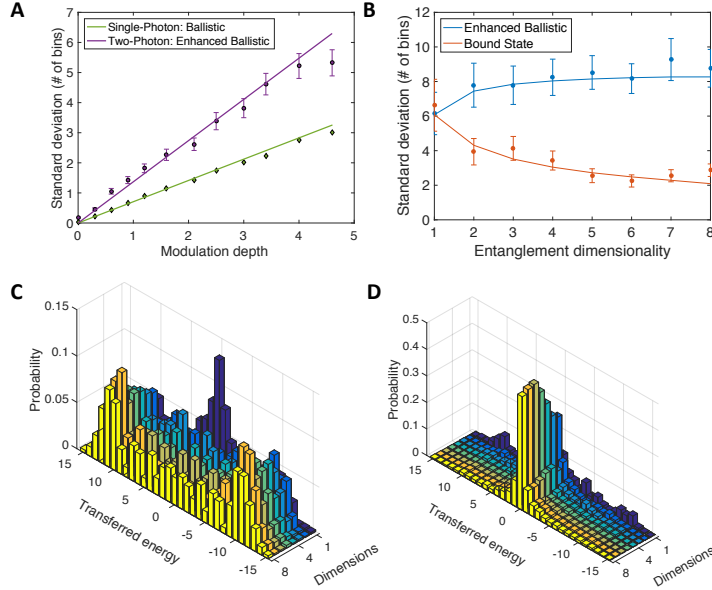 A
Single-Photon: Ballistic
Two-Photon: Enhanced Ballistic
Standard deviation (# of bins)
7
6
5
4
3
2
1
0
0 1 2 3 4 5
Modulation depth
B
Enhanced Ballistic
Bound State
Standard deviation (# of bins)
12
10
8
6
4
2
0
1 2 3 4 5 6 7 8
Entanglement dimensionality
C
Probability
0.15
0.1
0.05
0
15 10 5 0 -5 -10 -15
Transferred energy
8 4 1
Dimensions
D
Probability
0.5
0.4
0.3
0.2
0.1
0
15 10 5 0 -5 -10 -15
Transferred energy
8 4 1
Dimensions